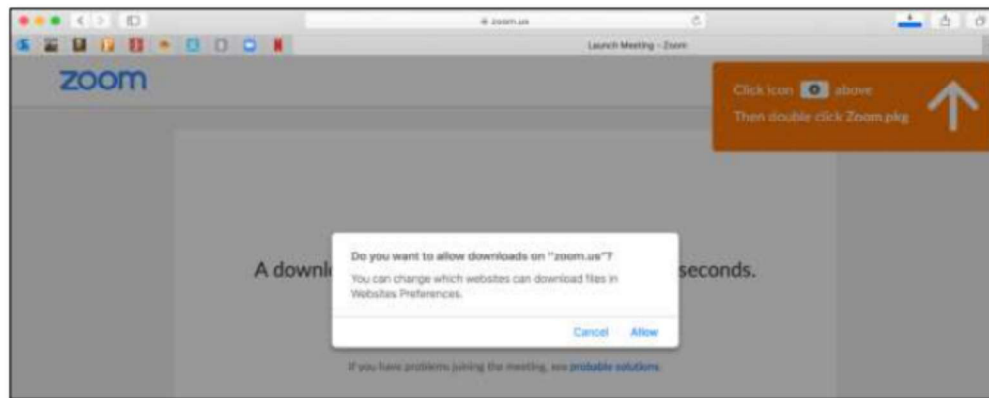 zoom.us
Launch Meeting - Zoom
zoom
Click icon above
Then double click Zoom.pkg
A downl
seconds.
Do you want to allow downloads on "zoom.us"?
You can change which websites can download files in
Websites Preferences.
Cancel Allow
If you have problems joining the meeting, see probable solutions.